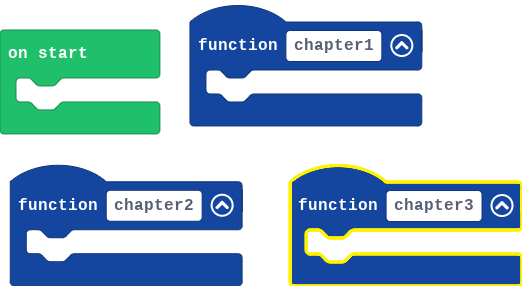 on start
function chapter1
function chapter2
function chapter3